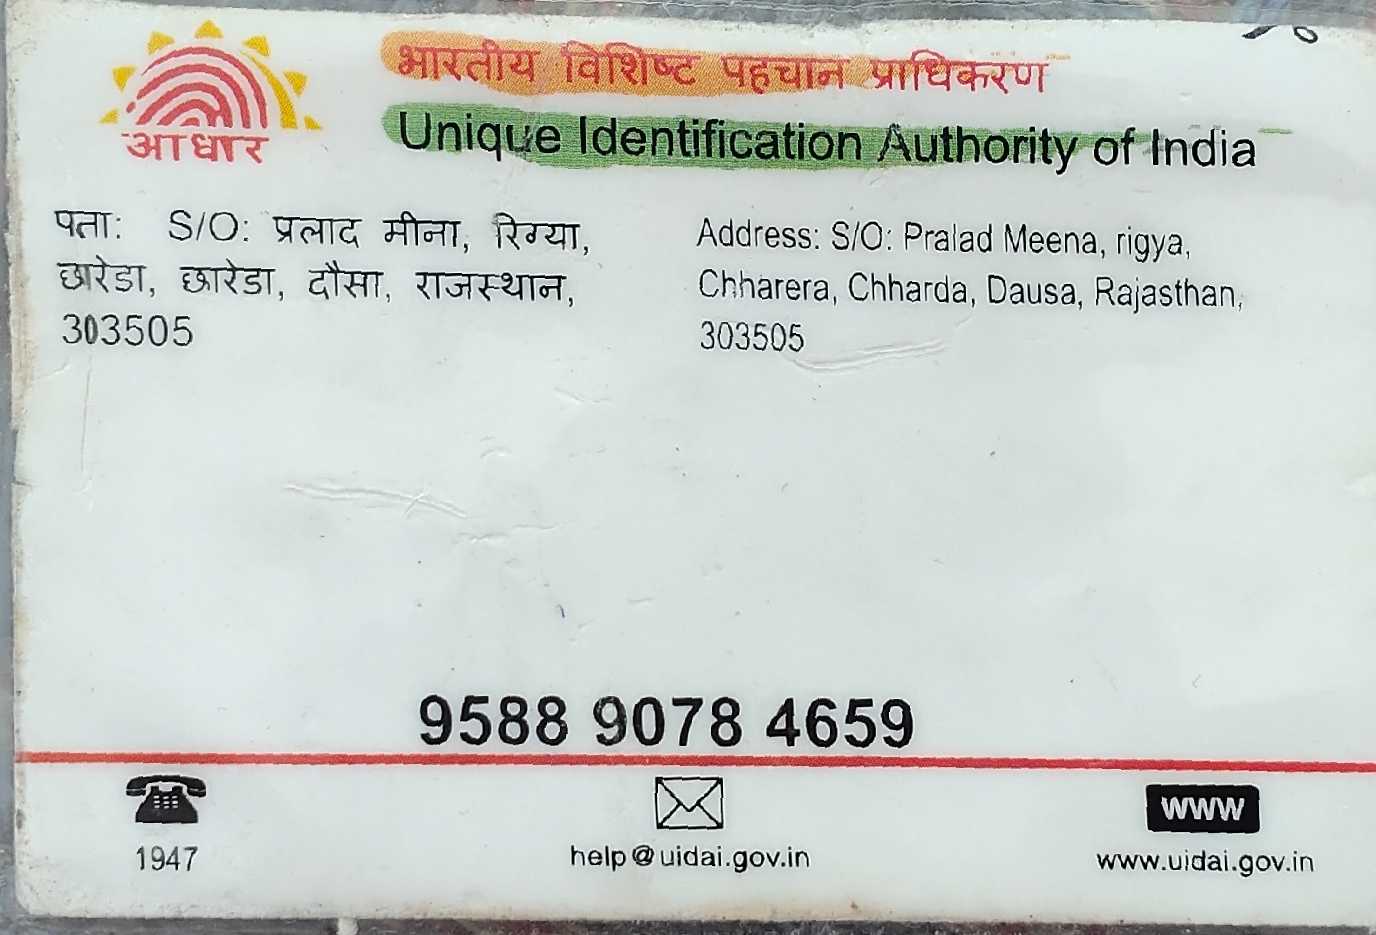 आधार
भारतीय विशिष्ट पहचान प्राधिकरण
Unique Identification Authority of India
पता: S/O: प्रलाद मीना, रिग्या,
छारेडा, छारेडा, दौसा, राजस्थान,
303505
Address: S/O: Pralad Meena, rigya,
Chharera, Chharda, Dausa, Rajasthan,
303505
9588 9078 4659
1947
help@uidai.gov.in
www
www.uidai.gov.in